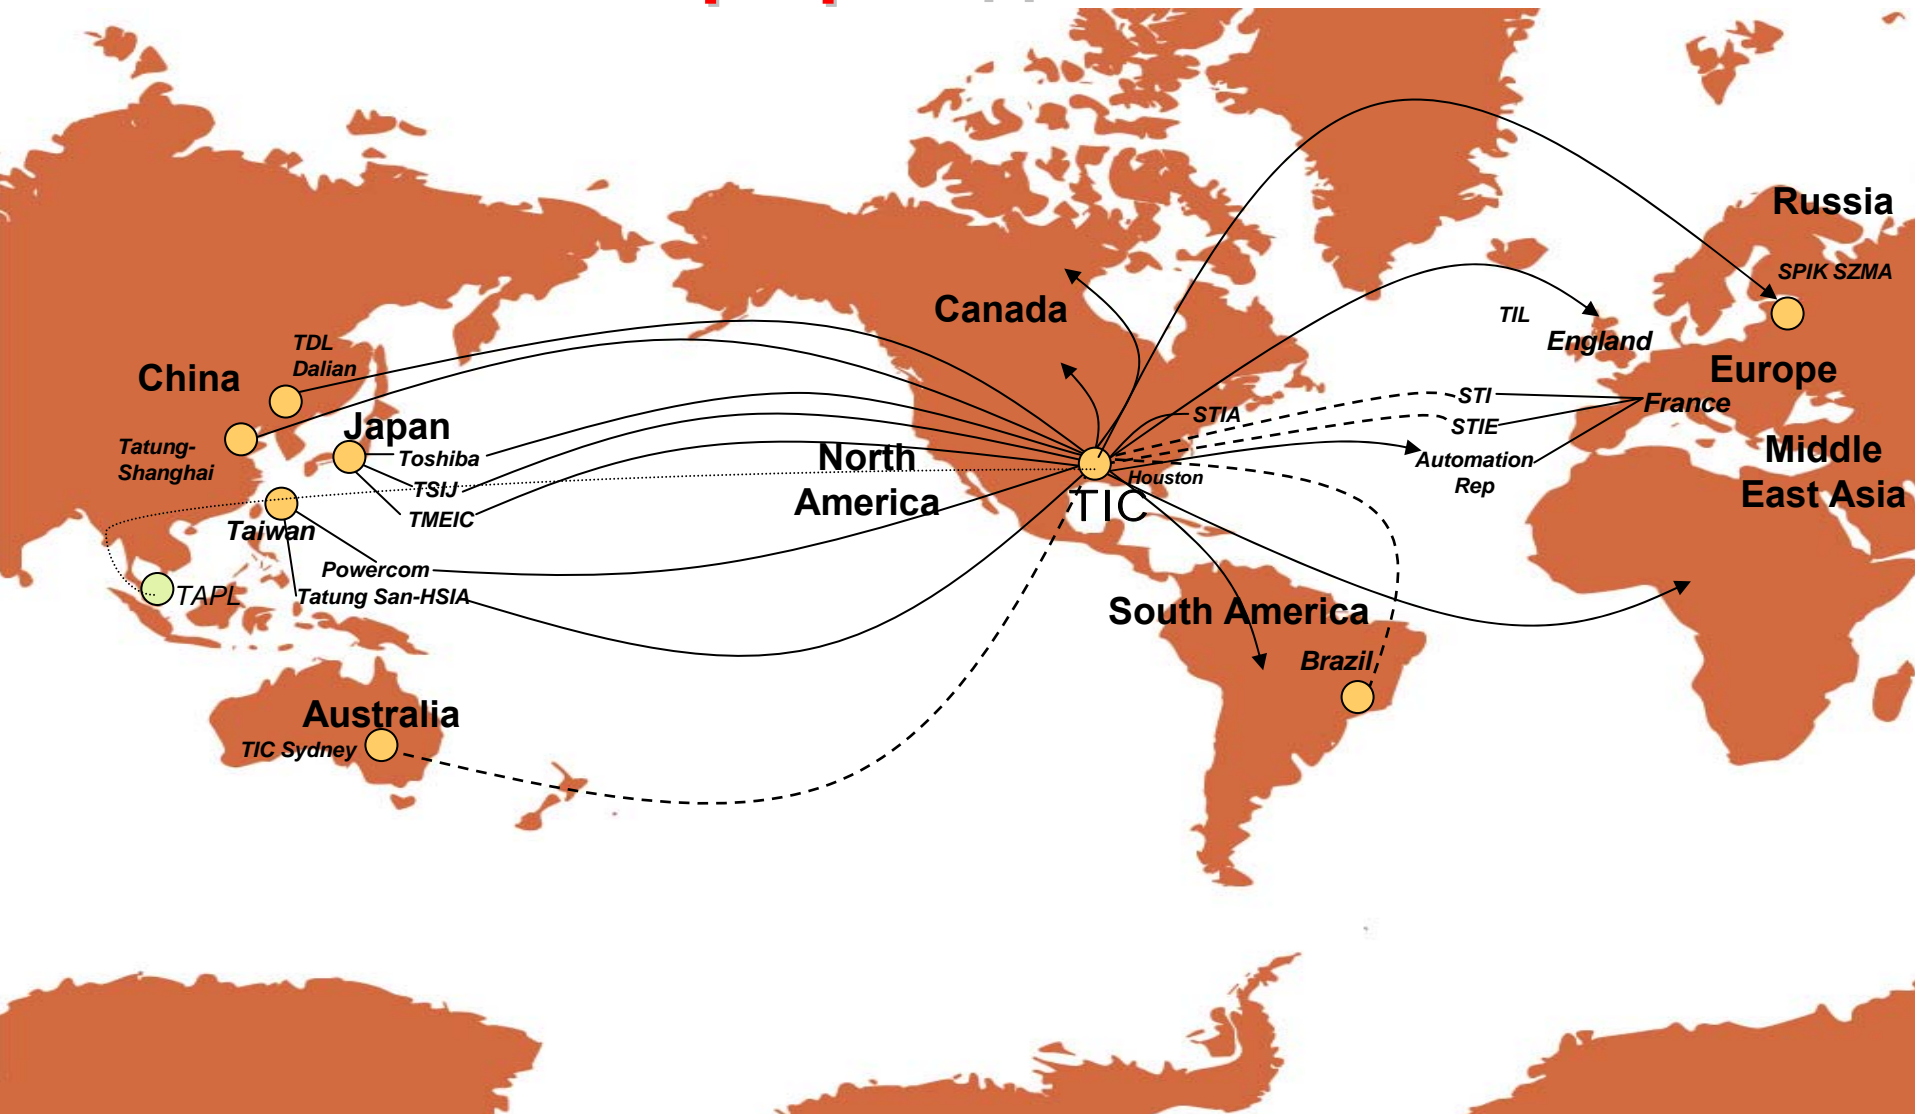 Russia
SPIK SZMA
Canada
TIL
England
TDL
Dalian
China
Europe
STI
France
STIA
STIE
Japan
Tatung-
Shanghai
Toshiba
North
America
Automation
Rep
Middle
East Asia
Houston
TIC
TSIJ
TMEIC
Taiwan
Powercom
TAPL
Tatung San-HSIA
South America
Brazil
Australia
TIC Sydney